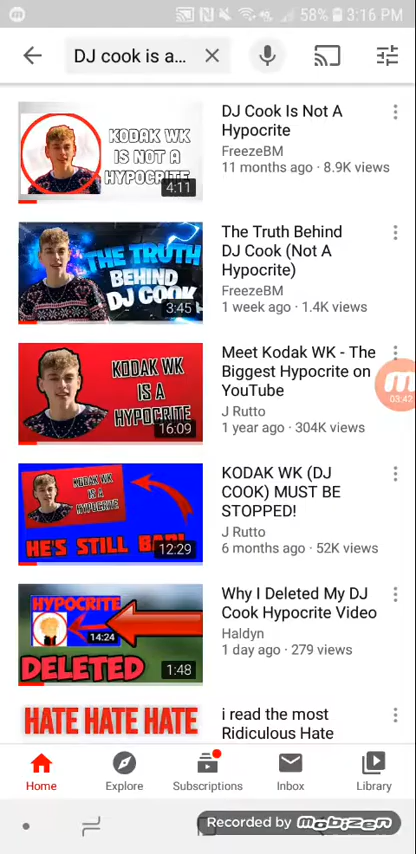 58% 3:16 PM
DJ cook is a...
KODAK WK
IS NOT A
HYPOCRITE
4:11
DJ Cook Is Not A
Hypocrite
FreezeBM
11 months ago · 8.9K views
THE TRUTH
BEHIND
DJ COOK
3:45
The Truth Behind
DJ Cook (Not A
Hypocrite)
FreezeBM
1 week ago · 1.4K views
KODAK WK
IS A
HYPOCRITE
16:09
Meet Kodak WK - The
Biggest Hypocrite on
YouTube
J Rutto
1 year ago · 304K views
03:42
KODAK WK
IS A
HYPOCRITE
HE'S STILL BAD!
12:29
KODAK WK (DJ
COOK) MUST BE
STOPPED!
J Rutto
6 months ago · 52K views
HYPOCRITE
14:24
DELETED
1:48
Why I Deleted My DJ
Cook Hypocrite Video
Haldyn
1 day ago · 279 views
HATE HATE HATE
i read the most
Ridiculous Hate
Home
Explore
Subscriptions
Inbox
Library
Recorded by mobizen